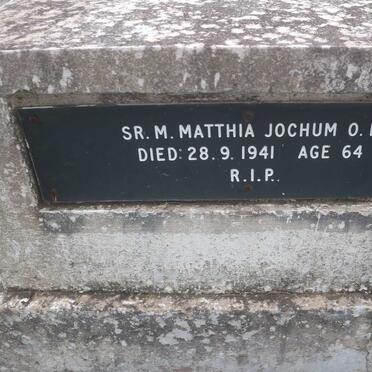 SR. M. MATTHIA JOCHUM O.
DIED: 28. 9. 1941 AGE 64
R.I.P.